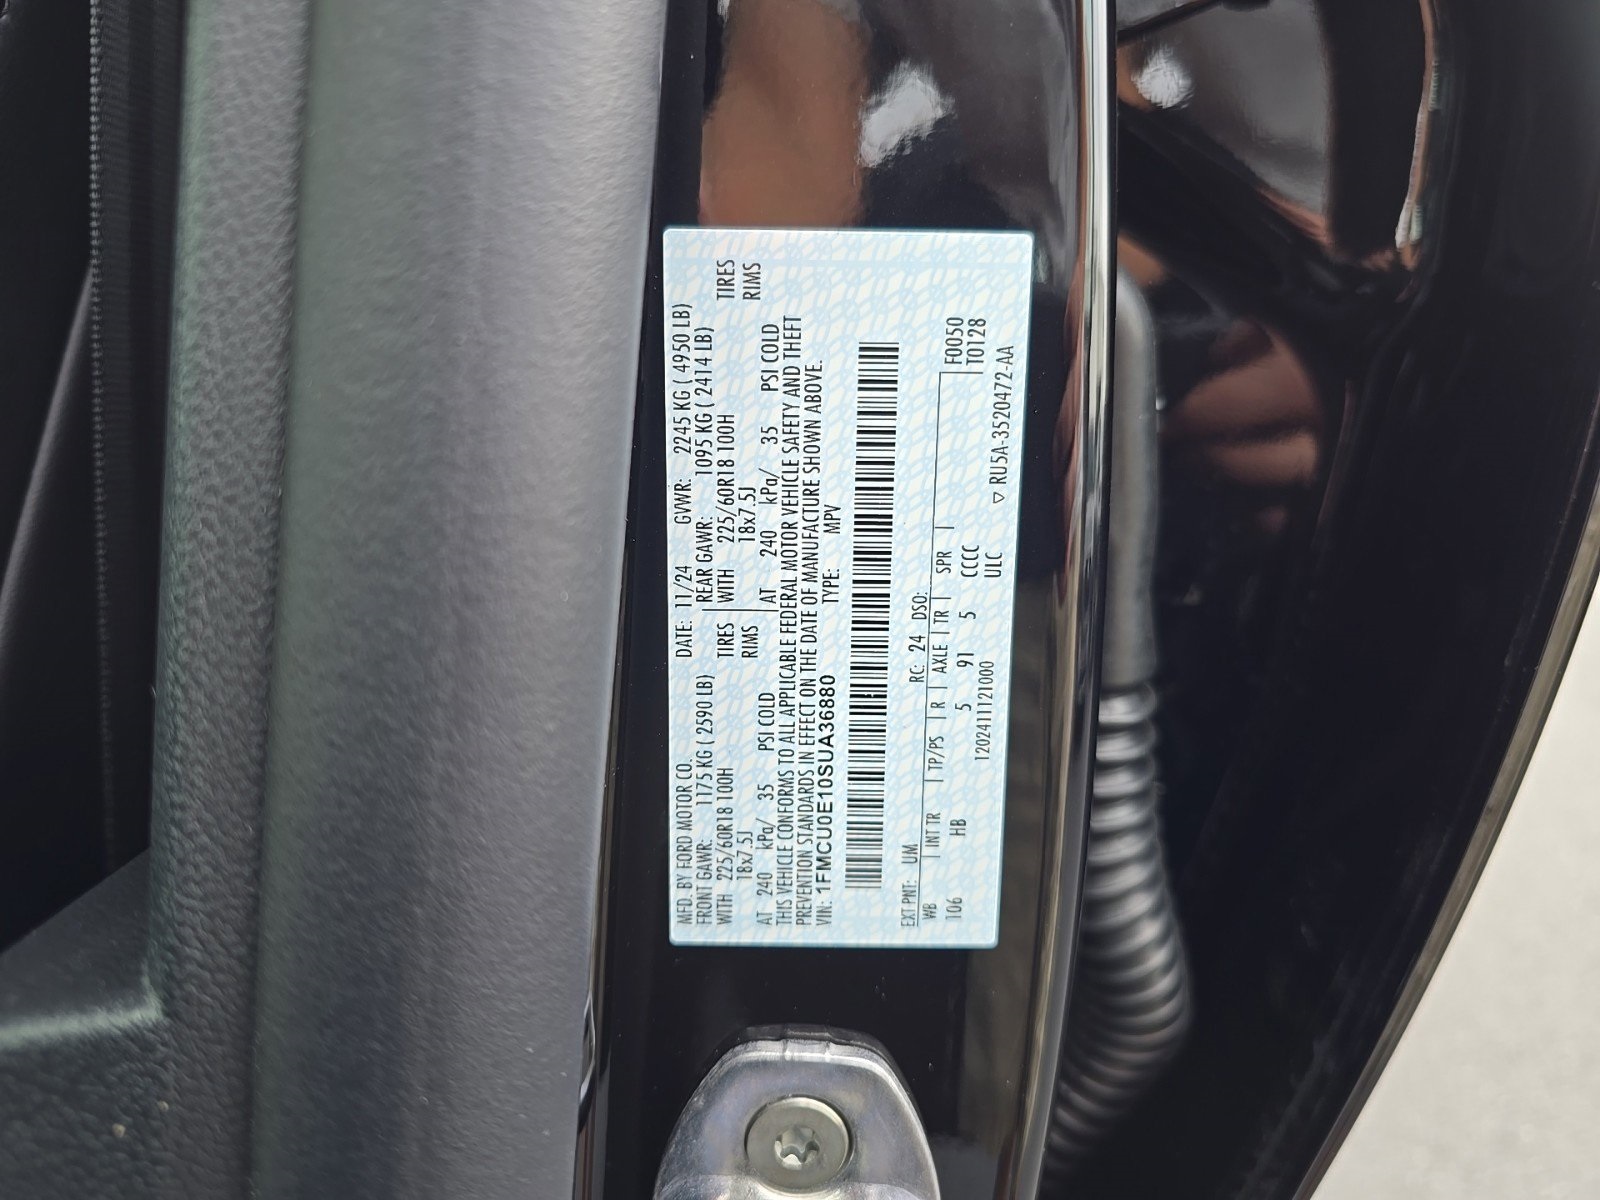 MFD. BY FORD MOTOR CO. DATE: 11/24 GVWR: 2245 KG ( 4950 LB)
FRONT GAWR: 1175 KG ( 2590 LB) REAR GAWR: 1095 KG ( 2414 LB)
WITH 225/60R18 100H TIRES WITH 225/60R18 100H TIRES
18x7.5J RIMS 18x7.5J RIMS
AT 240 kPa/ 35 PSI COLD AT 240 kPa/ 35 PSI COLD
THIS VEHICLE CONFORMS TO ALL APPLICABLE FEDERAL MOTOR VEHICLE SAFETY AND THEFT
PREVENTION STANDARDS IN EFFECT ON THE DATE OF MANUFACTURE SHOWN ABOVE.
VIN: 1FMCU0E10SUA36880 TYPE: MPV
EXT PNT: UM RC: 24 DSO:
WB INT TR TP/PS R AXLE TR SPR F0050
106 HB 5 91 5 CCCC T0128
12024111211000 ULC ▽ RU5A-3520472-AA